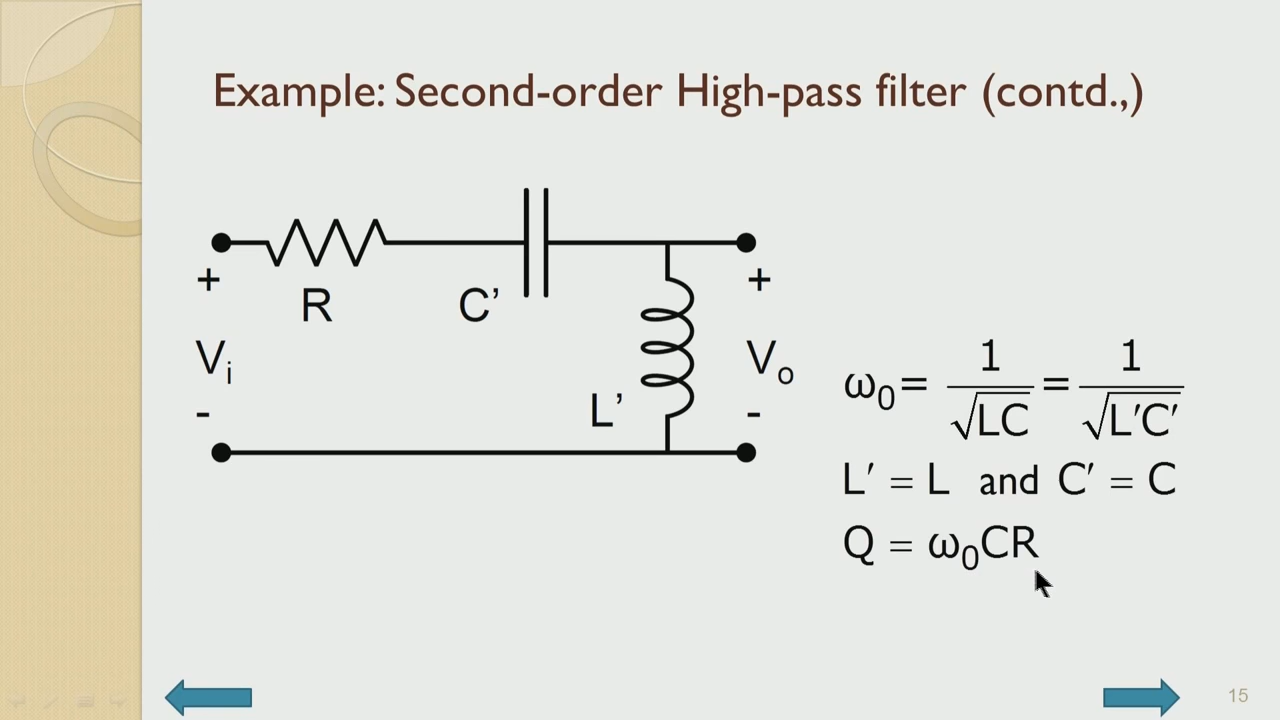 Example: Second-order High-pass filter (contd.,)
+ R C' +
Vi Vo
- L' -
ω₀ = 1/√LC = 1/√L′C′
L′ = L and C′ = C
Q = ω₀CR
15